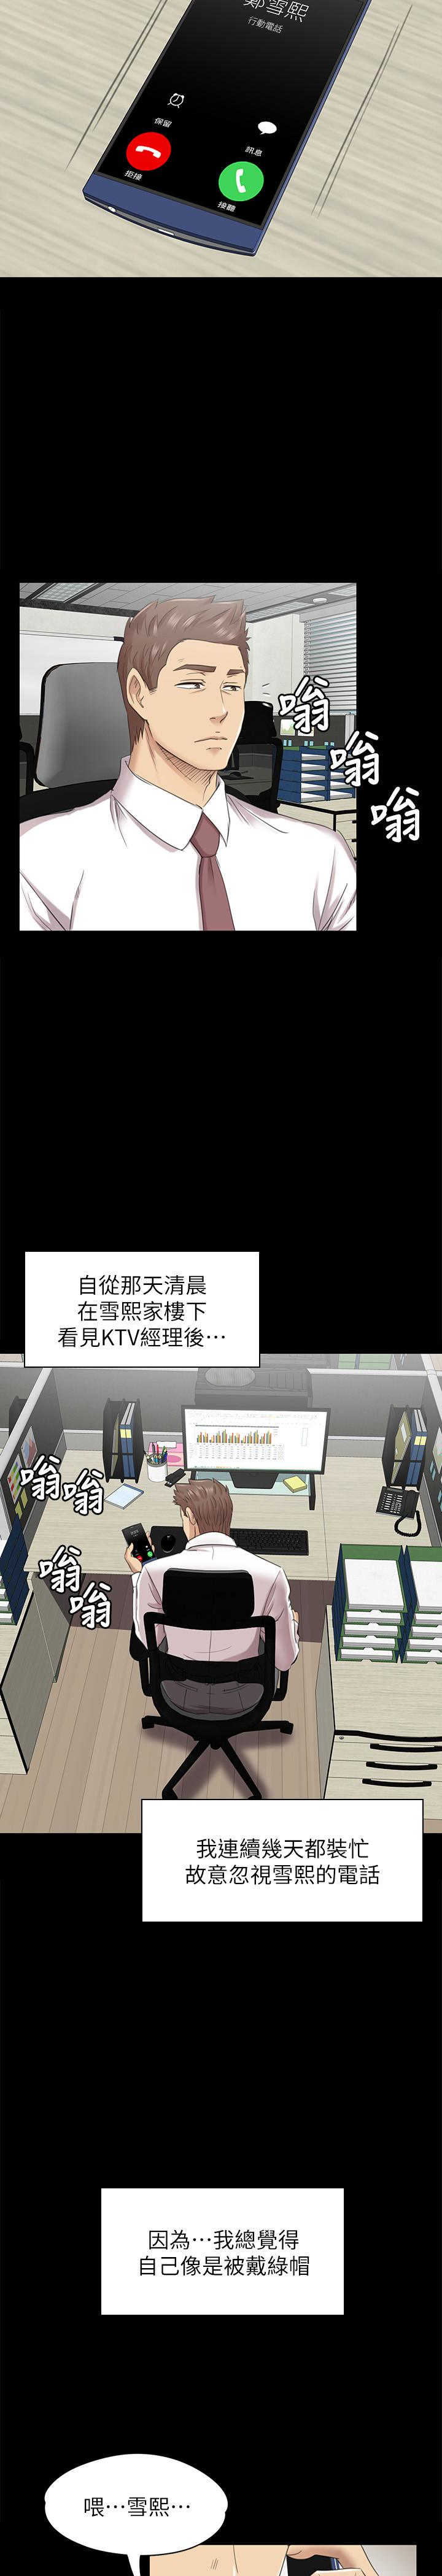 鄭雪熙
行動電話
保留
訊息
拒接
接聽
嗡
嗡
嗡
自從那天清晨
在雪熙家樓下
看見KTV經理後⋯
嗡嗡
嗡嗡
我連續幾天都裝忙
故意忽視雪熙的電話
因為⋯我總覺得
自己像是被戴綠帽
喂⋯雪熙⋯